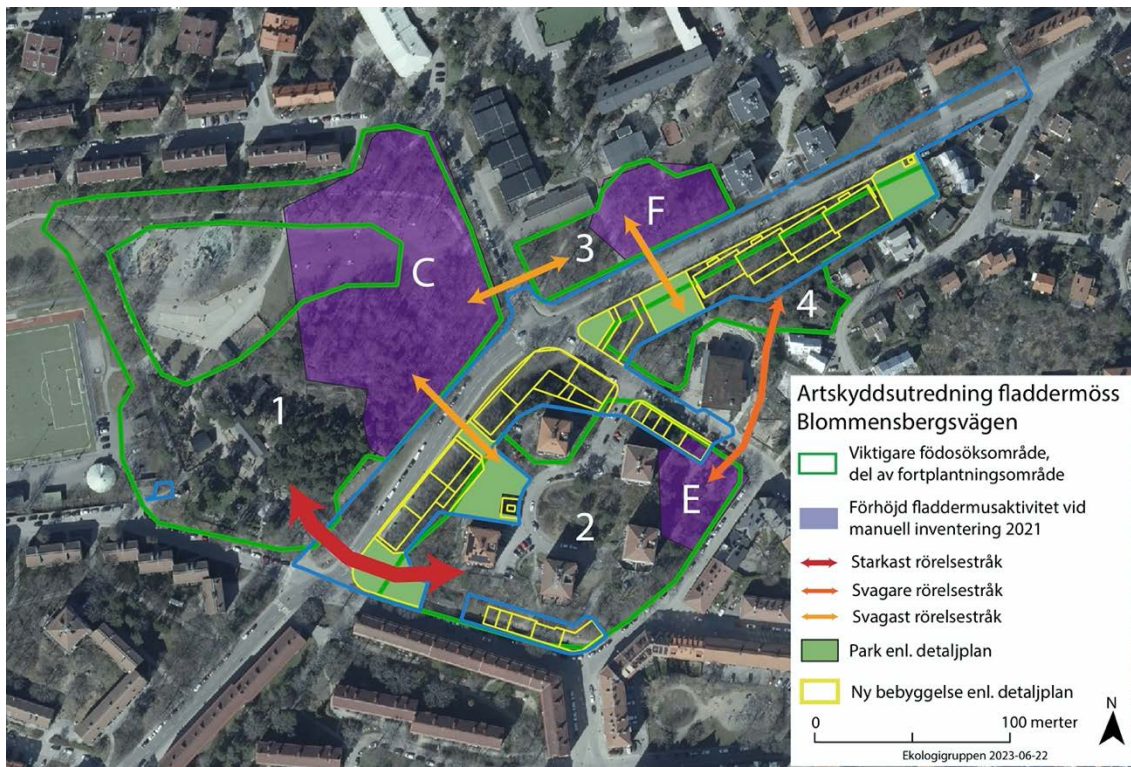 C
F
3
4
1
E
2
Artskyddsutredning fladdermöss
Blommensbergsvägen
Viktigare födosöksområde,
del av fortplantningsområde
Förhöjd fladdermusaktivitet vid
manuell inventering 2021
Starkast rörelsestråk
Svagare rörelsestråk
Svagast rörelsestråk
Park enl. detaljplan
Ny bebyggelse enl. detaljplan
N
0 100 merter
Ekologigruppen 2023-06-22